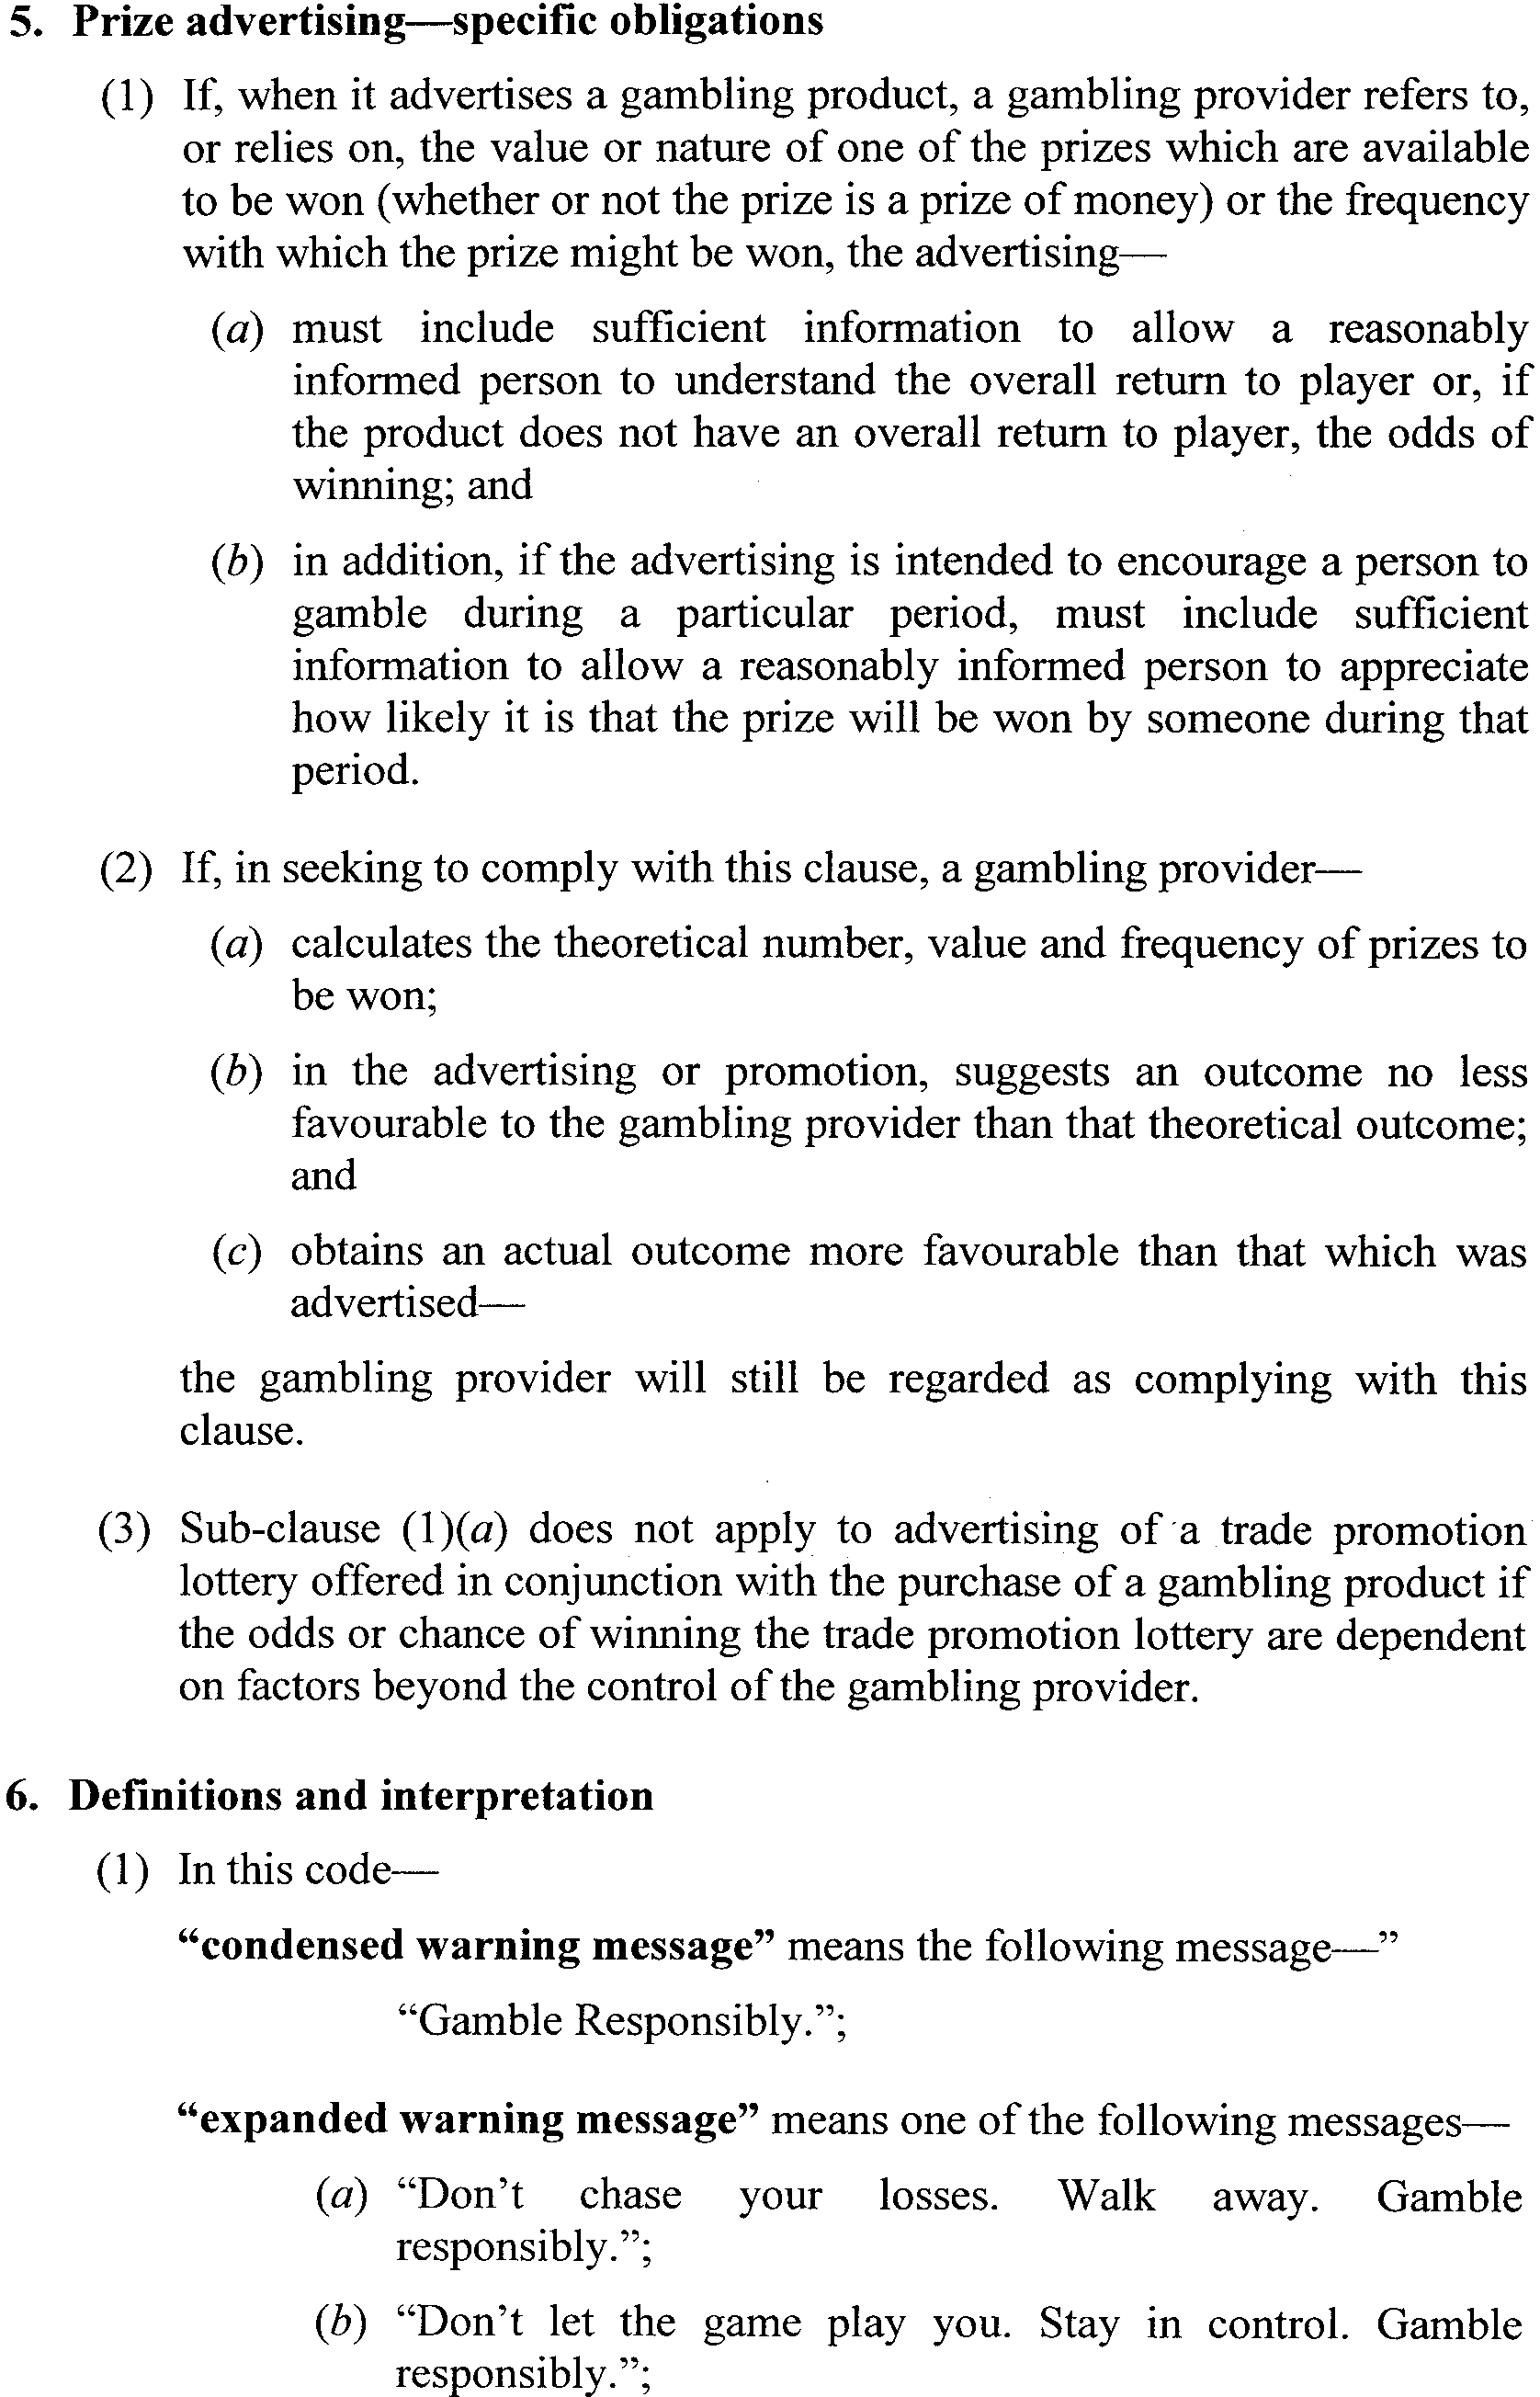 5. Prize advertising—specific obligations
(1) If, when it advertises a gambling product, a gambling provider refers to,
or relies on, the value or nature of one of the prizes which are available
to be won (whether or not the prize is a prize of money) or the frequency
with which the prize might be won, the advertising—
(a) must include sufficient information to allow a reasonably
informed person to understand the overall return to player or, if
the product does not have an overall return to player, the odds of
winning; and
(b) in addition, if the advertising is intended to encourage a person to
gamble during a particular period, must include sufficient
information to allow a reasonably informed person to appreciate
how likely it is that the prize will be won by someone during that
period.
(2) If, in seeking to comply with this clause, a gambling provider—
(a) calculates the theoretical number, value and frequency of prizes to
be won;
(b) in the advertising or promotion, suggests an outcome no less
favourable to the gambling provider than that theoretical outcome;
and
(c) obtains an actual outcome more favourable than that which was
advertised—
the gambling provider will still be regarded as complying with this
clause.
(3) Sub-clause (1)(a) does not apply to advertising of a trade promotion
lottery offered in conjunction with the purchase of a gambling product if
the odds or chance of winning the trade promotion lottery are dependent
on factors beyond the control of the gambling provider.
6. Definitions and interpretation
(1) In this code—
“condensed warning message” means the following message—”
“Gamble Responsibly.”;
“expanded warning message” means one of the following messages—
(a) “Don’t chase your losses. Walk away. Gamble
responsibly.”;
(b) “Don’t let the game play you. Stay in control. Gamble
responsibly.”;